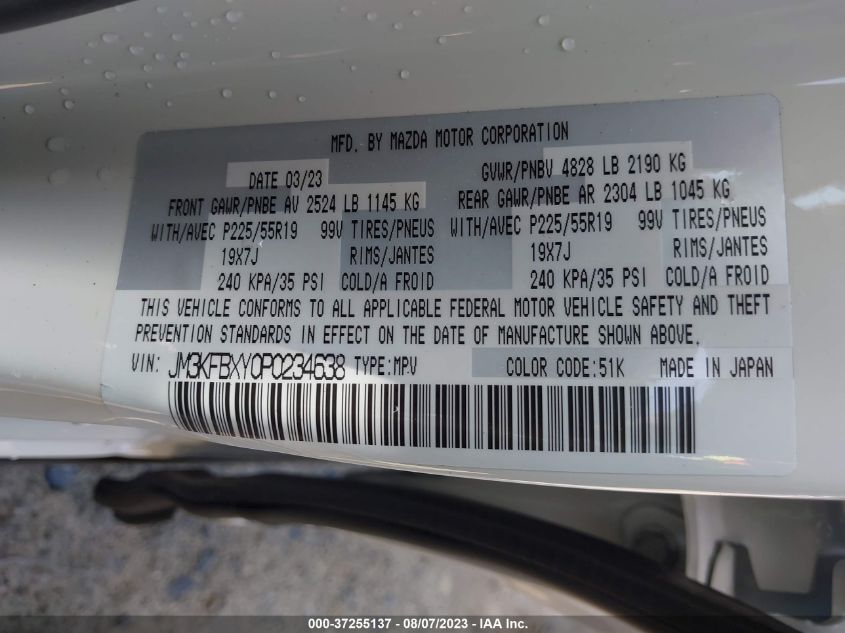 MFD. BY MAZDA MOTOR CORPORATION
DATE 03/23 GVWR/PNBV 4828 LB 2190 KG
FRONT GAWR/PNBE AV 2524 LB 1145 KG REAR GAWR/PNBE AR 2304 LB 1045 KG
WITH/AVEC P225/55R19 99V TIRES/PNEUS WITH/AVEC P225/55R19 99V TIRES/PNEUS
19X7J RIMS/JANTES 19X7J RIMS/JANTES
240 KPA/35 PSI COLD/A FROID 240 KPA/35 PSI COLD/A FROID
THIS VEHICLE CONFORMS TO ALL APPLICABLE FEDERAL MOTOR VEHICLE SAFETY AND THEFT
PREVENTION STANDARDS IN EFFECT ON THE DATE OF MANUFACTURE SHOWN ABOVE.
VIN: JM3KFBXY0P0234638 TYPE:MPV COLOR CODE:51K MADE IN JAPAN
000-37255137 - 08/07/2023 - IAA Inc.